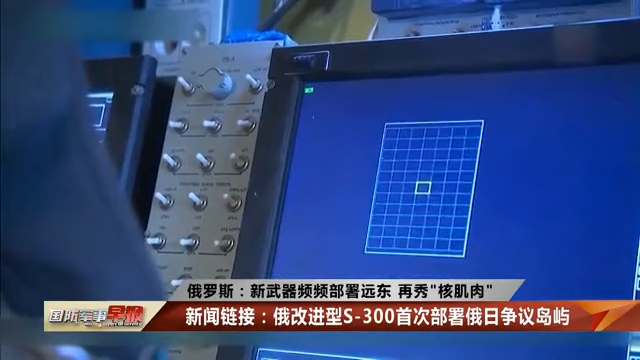 俄罗斯：新武器频频部署远东 再秀"核肌肉"
国防军事早报
新闻链接：俄改进型S-300首次部署俄日争议岛屿